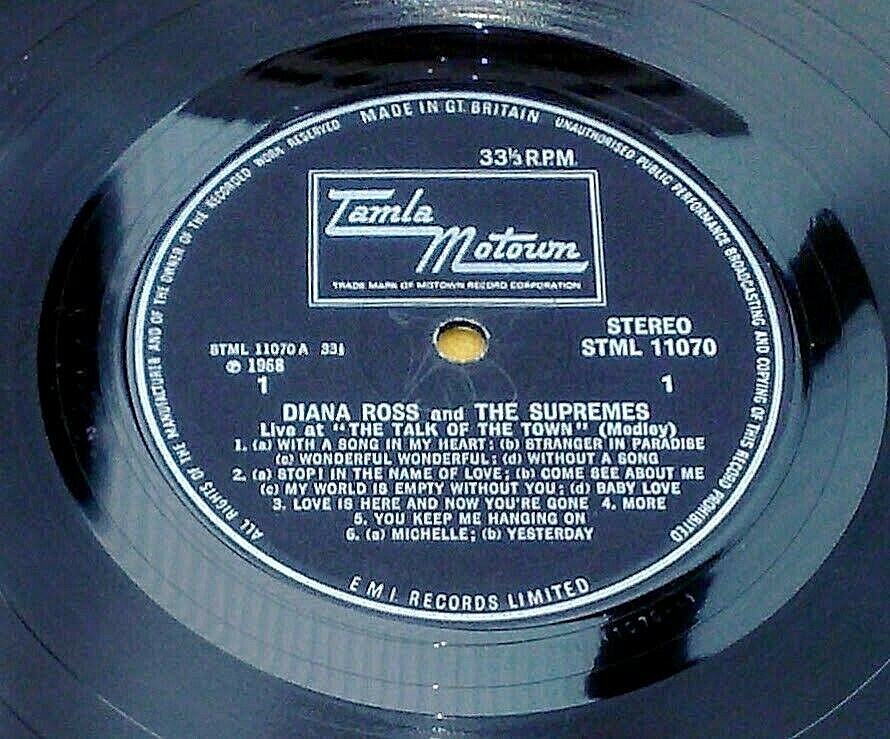 MADE IN GT. BRITAIN
UNAUTHORISED PUBLIC PERFORMANCE BROADCASTING AND COPYING OF THIS RECORD PROHIBITED
ALL RIGHTS OF THE MANUFACTURER AND OF THE OWNER OF THE RECORDED WORK RESERVED
33⅓ R.P.M.
Tamla
Motown
TRADE MARK OF MOTOWN RECORD CORPORATION
STEREO
STML 11070
STML 11070 A 33⅓
℗ 1968
1 1
DIANA ROSS and THE SUPREMES
Live at "THE TALK OF THE TOWN" (Medley)
1. (a) WITH A SONG IN MY HEART; (b) STRANGER IN PARADISE
(c) WONDERFUL WONDERFUL; (d) WITHOUT A SONG
2. (a) STOP! IN THE NAME OF LOVE; (b) COME SEE ABOUT ME
(c) MY WORLD IS EMPTY WITHOUT YOU; (d) BABY LOVE
3. LOVE IS HERE AND NOW YOU'RE GONE 4. MORE
5. YOU KEEP ME HANGING ON
6. (a) MICHELLE; (b) YESTERDAY
E.M.I. RECORDS LIMITED